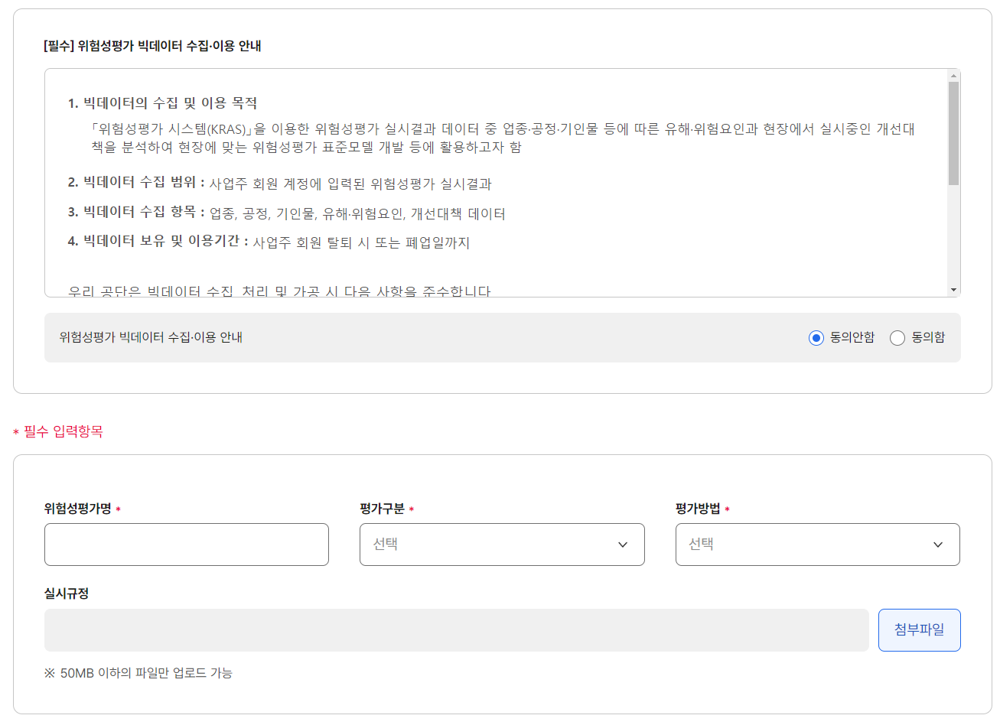 [필수] 위험성평가 빅데이터 수집·이용 안내
1. 빅데이터의 수집 및 이용 목적
「위험성평가 시스템(KRAS)」을 이용한 위험성평가 실시결과 데이터 중 업종·공정·기인물 등에 따른 유해·위험요인과 현장에서 실시중인 개선대
책을 분석하여 현장에 맞는 위험성평가 표준모델 개발 등에 활용하고자 함
2. 빅데이터 수집 범위 : 사업주 회원 계정에 입력된 위험성평가 실시결과
3. 빅데이터 수집 항목 : 업종, 공정, 기인물, 유해·위험요인, 개선대책 데이터
4. 빅데이터 보유 및 이용기간 : 사업주 회원 탈퇴 시 또는 폐업일까지
우리 공단은 빅데이터 수집, 처리 및 가공 시 다음 사항을 준수합니다
위험성평가 빅데이터 수집·이용 안내 동의안함 동의함
* 필수 입력항목
위험성평가명 * 평가구분 * 평가방법 *
선택 선택
실시규정
첨부파일
※ 50MB 이하의 파일만 업로드 가능